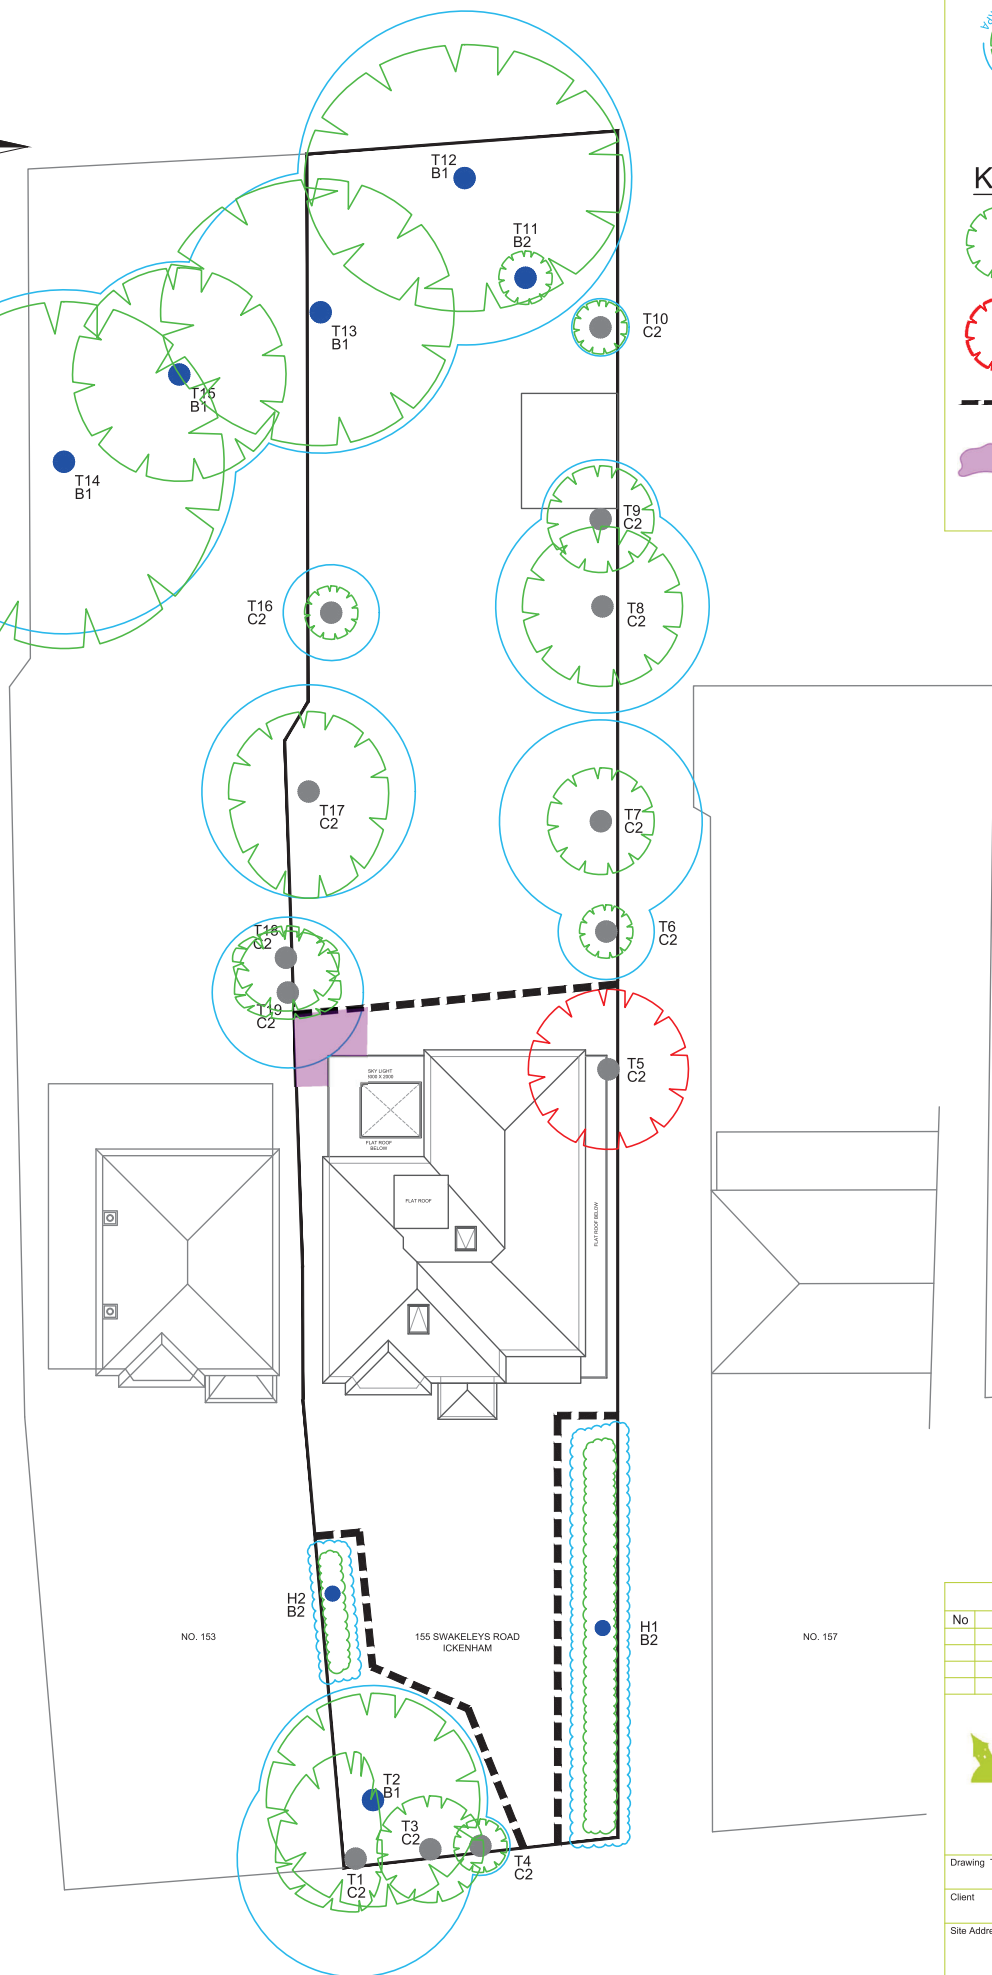 T12
B1
T11
B2
T10
C2
T13
B1
T15
B1
T14
B1
T9
C2
T8
C2
T16
C2
T17
C2
T7
C2
T6
C2
T18
C2
T19
C2
T5
C2
SKY LIGHT
FLAT ROOF
BELOW
FLAT ROOF
FLAT ROOF BELOW
H2
B2
NO. 153
155 SWAKELEYS ROAD
ICKENHAM
H1
B2
NO. 157
T2
B1
T3
C2
T4
C2
T1
C2
K
No
Drawing
Client
Site Addre